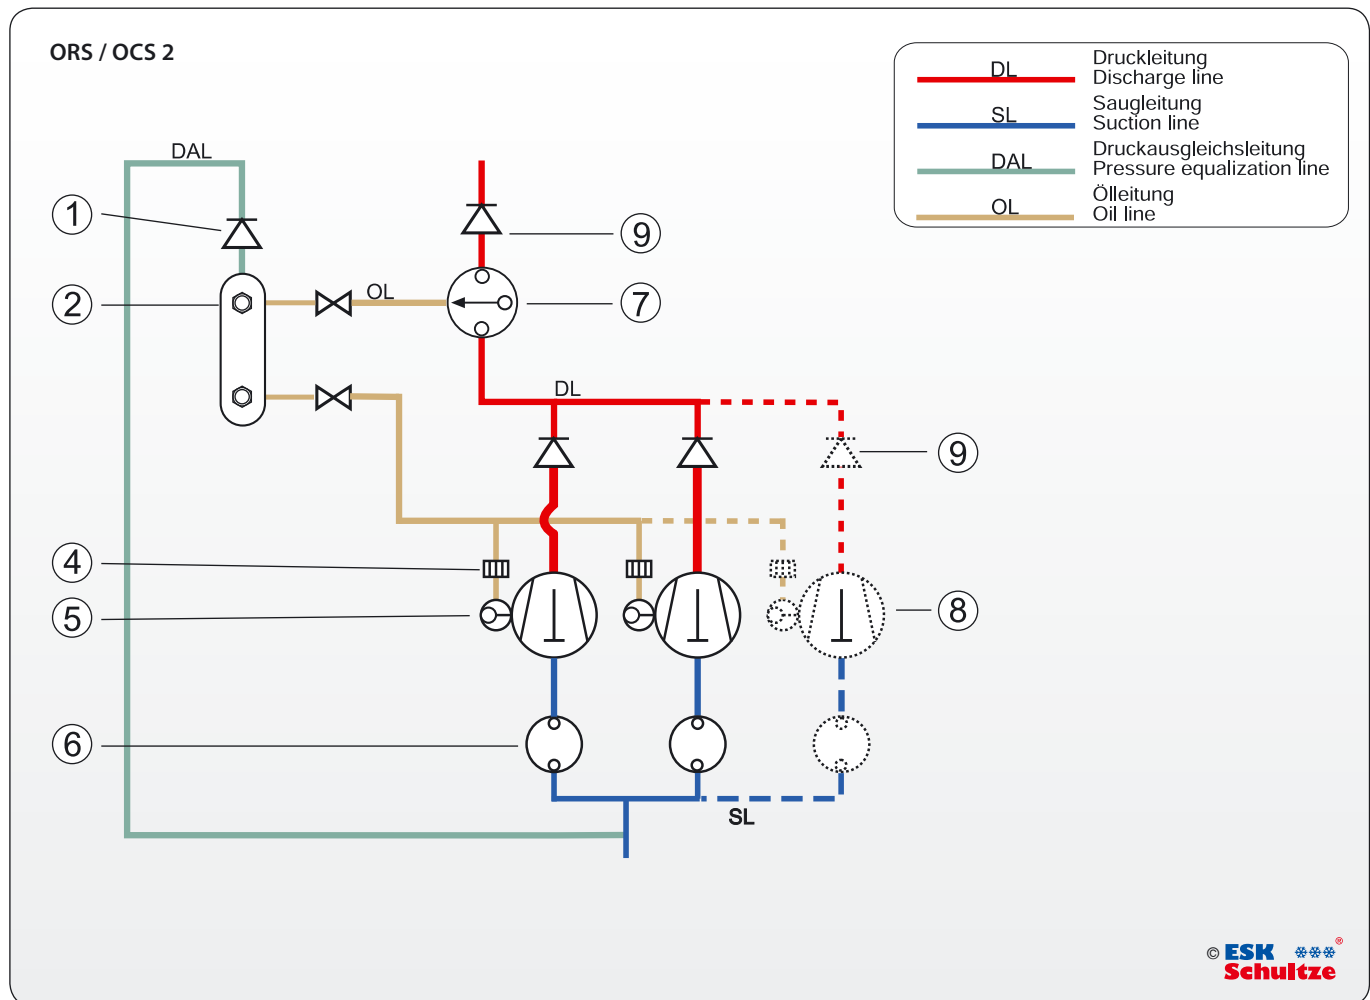 ORS / OCS 2
DL
Druckleitung
Discharge line
SL
Saugleitung
Suction line
DAL
Druckausgleichsleitung
Pressure equalization line
OL
Ölleitung
Oil line
DAL
1
9
2
OL
7
DL
9
4
5
8
6
SL
© ESK ®
Schultze